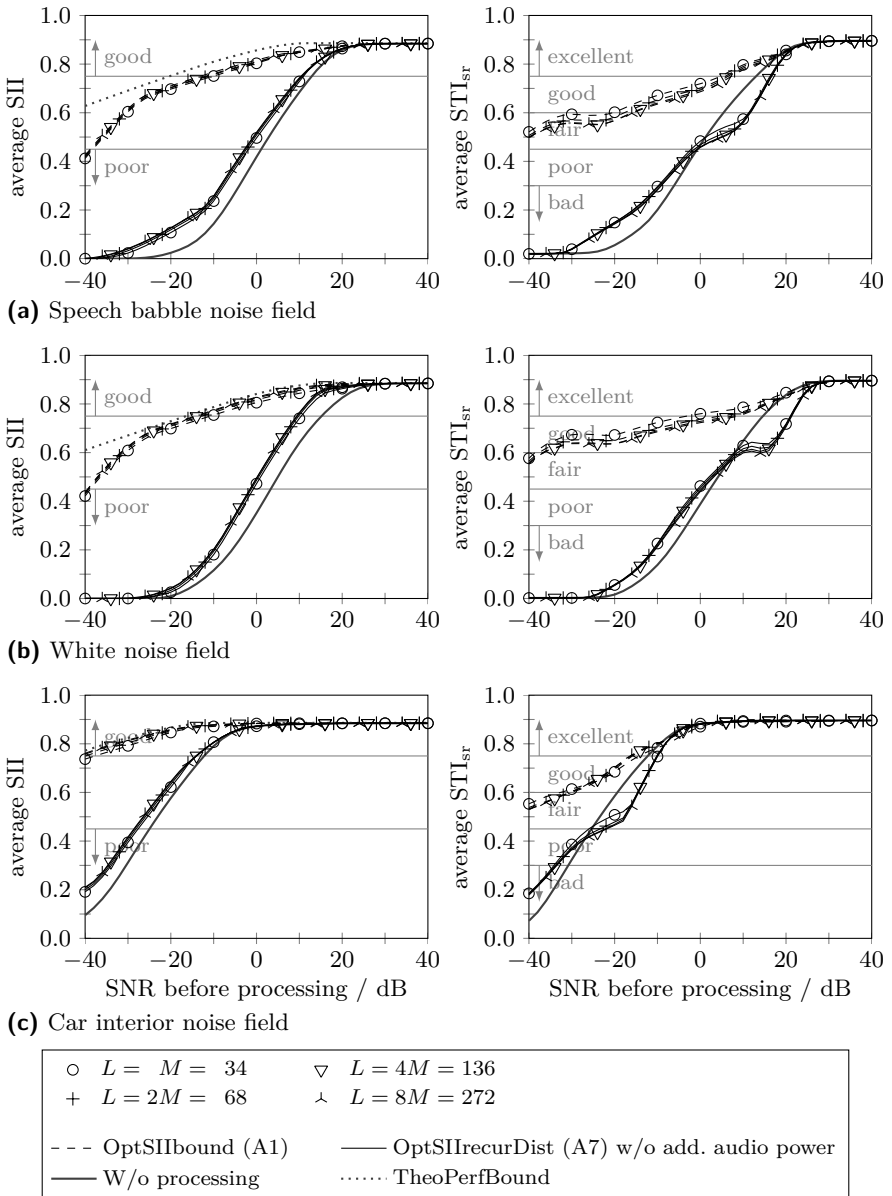 1.0
0.8
0.6
0.4
0.2
0.0
average SII
good
poor
−40 −20 0 20 40
1.0
0.8
0.6
0.4
0.2
0.0
average STIsr
excellent
good
fair
poor
bad
−40 −20 0 20 40
(a) Speech babble noise field
1.0
0.8
0.6
0.4
0.2
0.0
average SII
good
poor
−40 −20 0 20 40
1.0
0.8
0.6
0.4
0.2
0.0
average STIsr
excellent
good
fair
poor
bad
−40 −20 0 20 40
(b) White noise field
1.0
0.8
0.6
0.4
0.2
0.0
average SII
good
poor
−40 −20 0 20 40
SNR before processing / dB
1.0
0.8
0.6
0.4
0.2
0.0
average STIsr
excellent
good
fair
poor
bad
−40 −20 0 20 40
SNR before processing / dB
(c) Car interior noise field
L = M = 34
L = 4M = 136
L = 2M = 68
L = 8M = 272
OptSIIbound (A1)
OptSIIrecurDist (A7) w/o add. audio power
W/o processing
TheoPerfBound